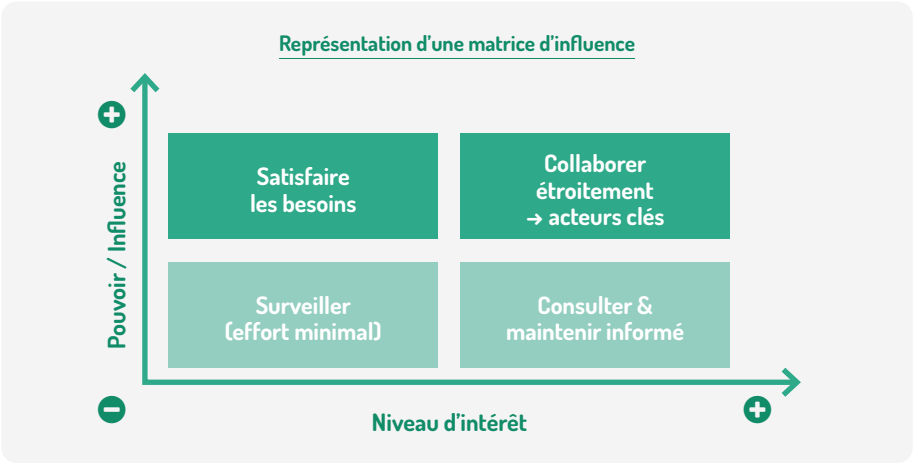 Représentation d'une matrice d'influence
Pouvoir / Influence
Satisfaire
les besoins
Collaborer
étroitement
→ acteurs clés
Surveiller
(effort minimal)
Consulter &
maintenir informé
Niveau d'intérêt